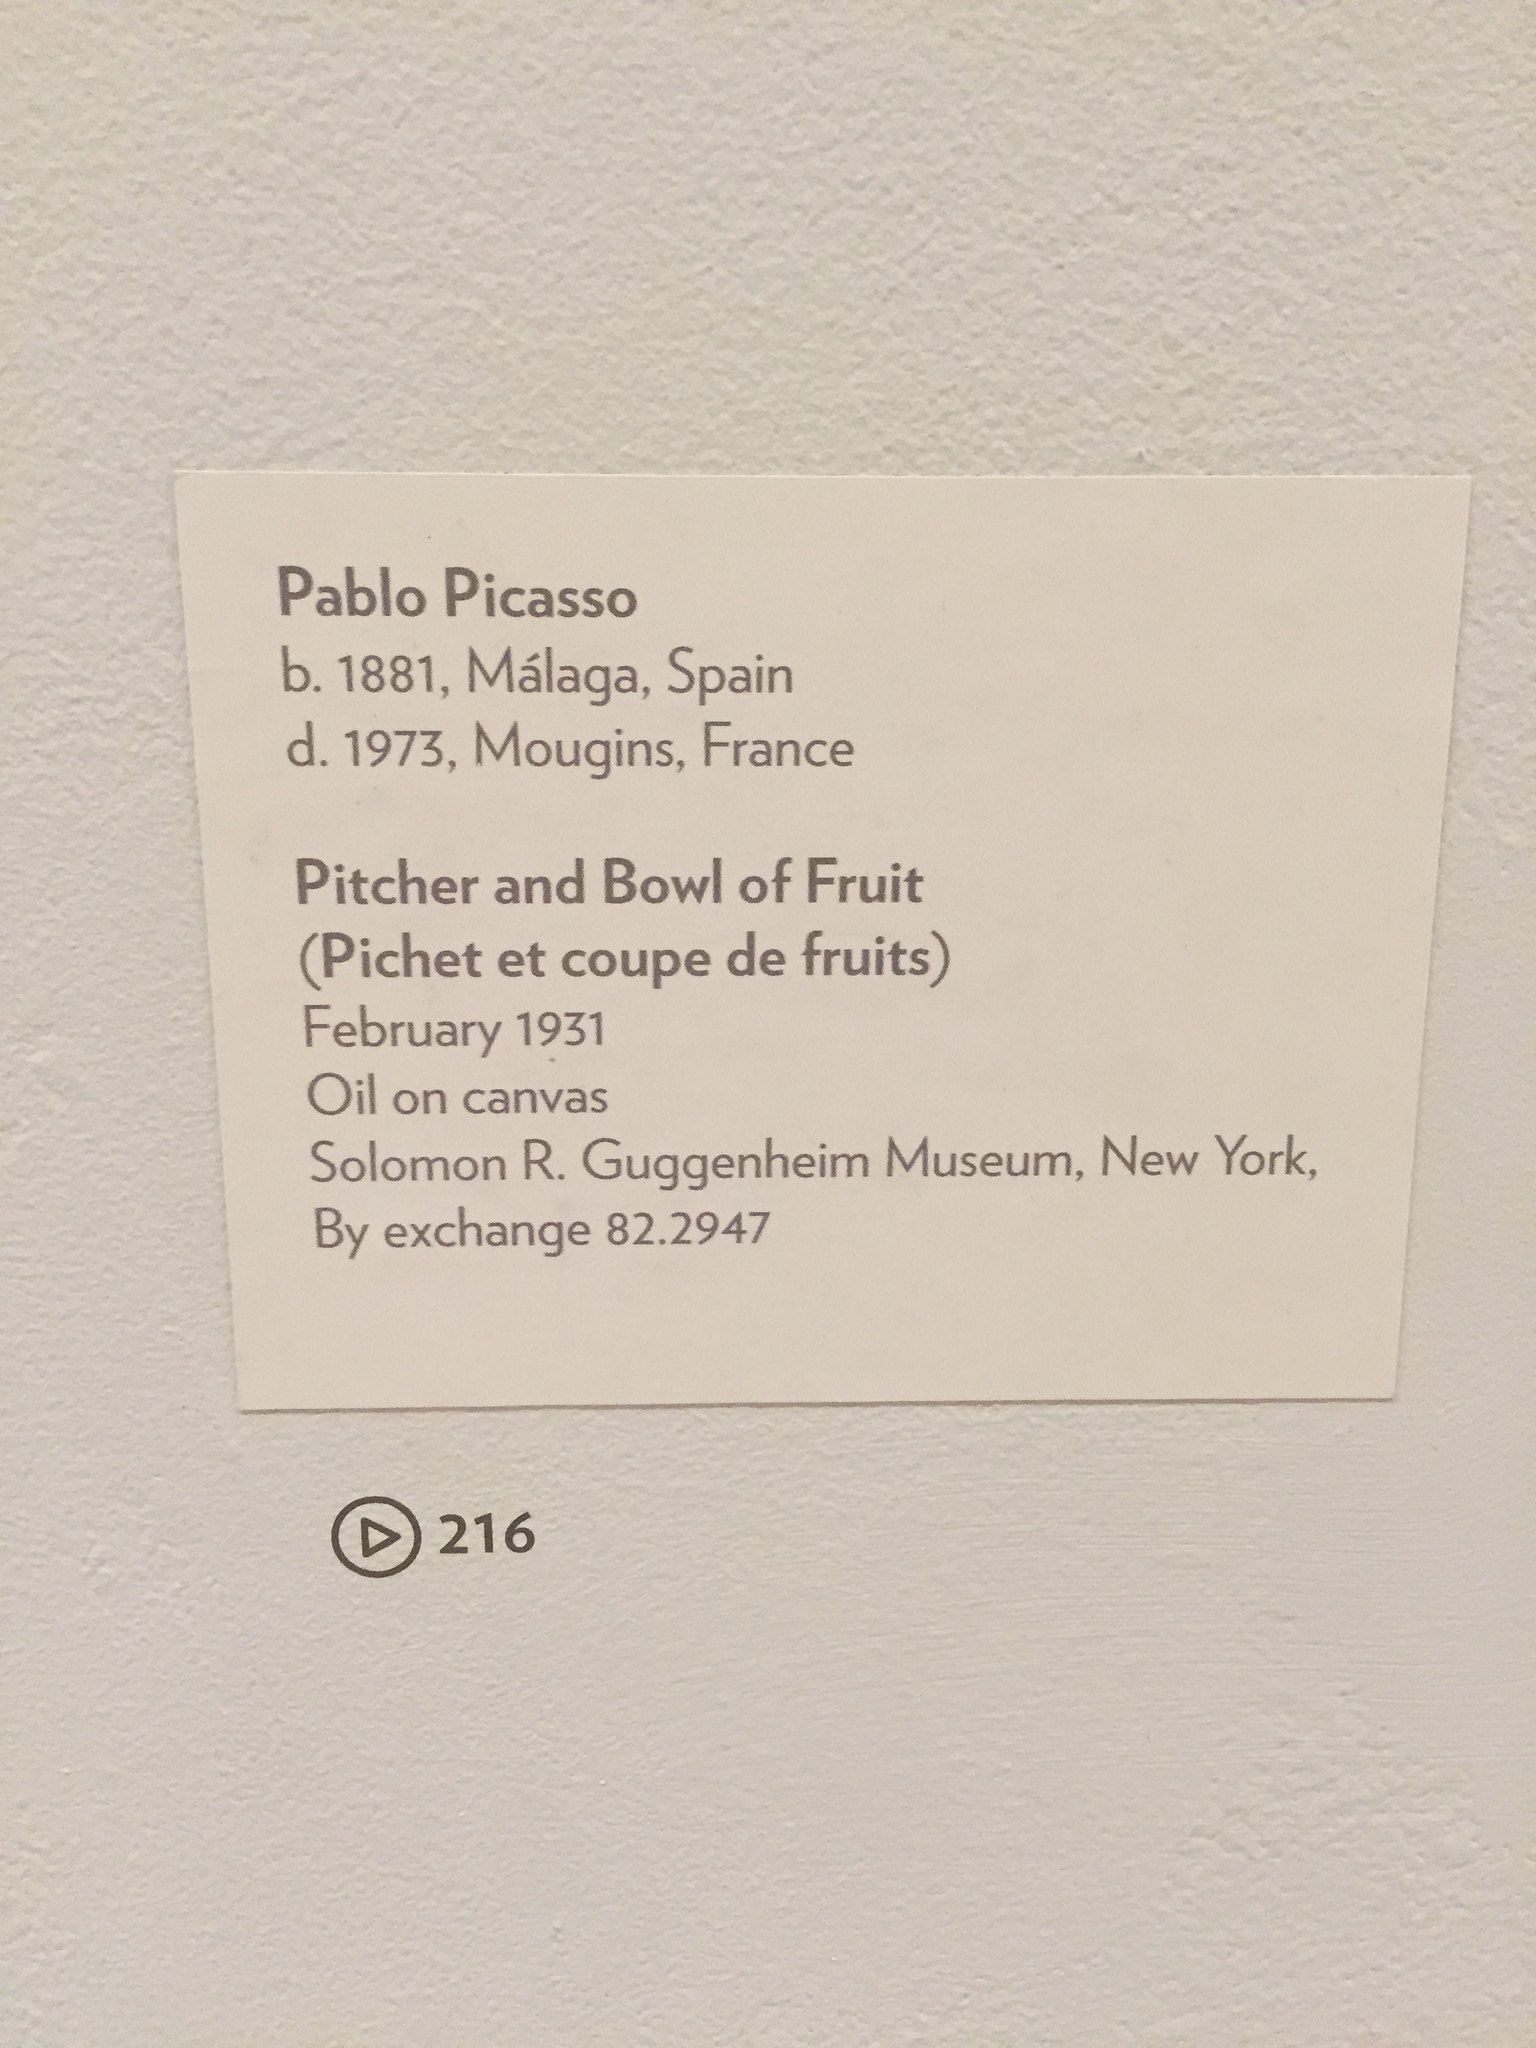 Pablo Picasso
b. 1881, Málaga, Spain
d. 1973, Mougins, France
Pitcher and Bowl of Fruit
(Pichet et coupe de fruits)
February 1931
Oil on canvas
Solomon R. Guggenheim Museum, New York,
By exchange 82.2947
216